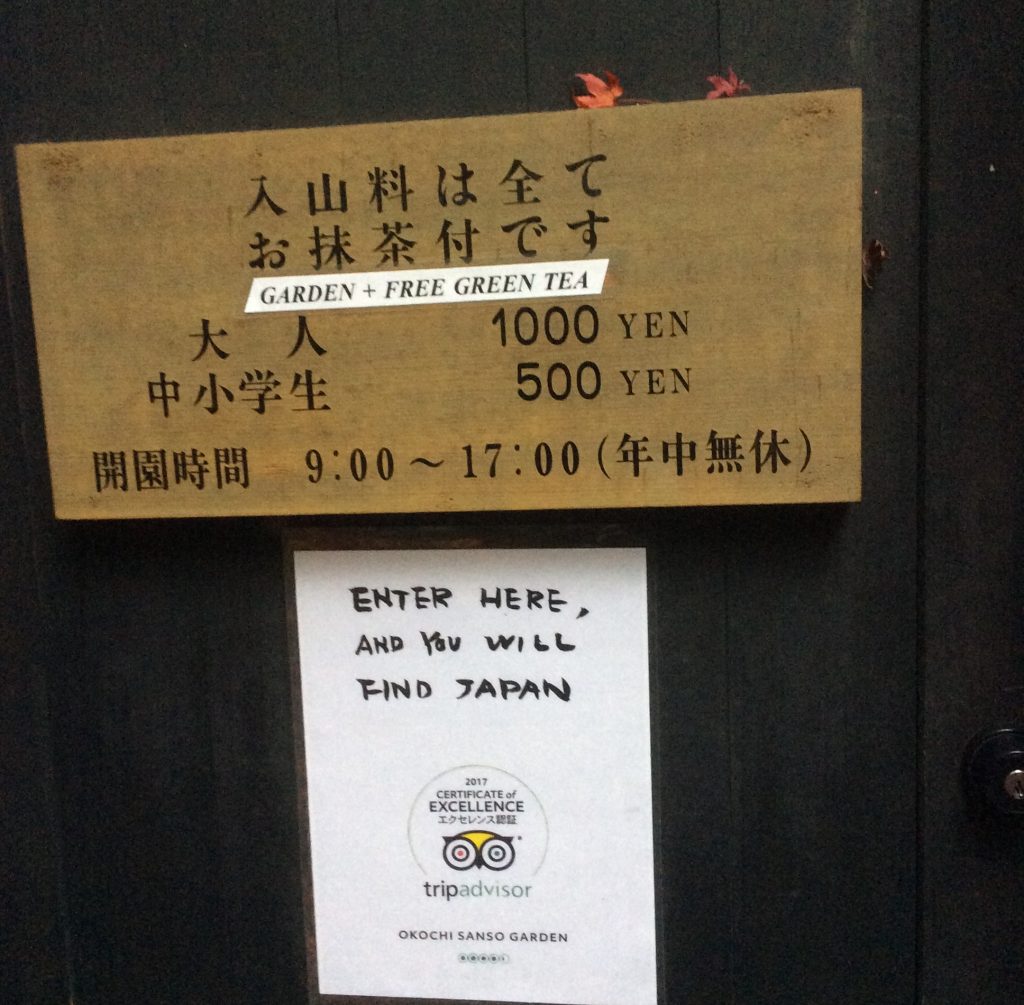 入山料は全て
お抹茶付です
GARDEN + FREE GREEN TEA
大人 1000 YEN
中小学生 500 YEN
開園時間 9:00～17:00 (年中無休)
ENTER HERE,
AND YOU WILL
FIND JAPAN
2017
CERTIFICATE of
EXCELLENCE
エクセレンス認証
tripadvisor
OKOCHI SANSO GARDEN